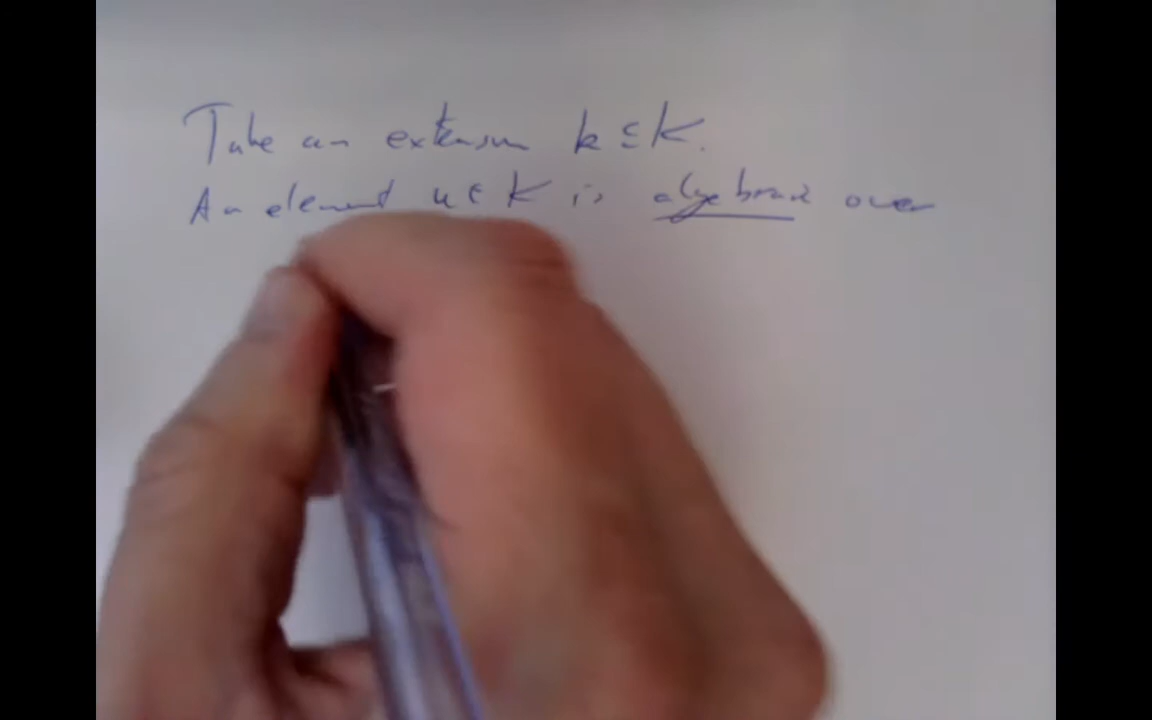 Take an extension k ⊆ K.
An element u ∈ K is algebraic over